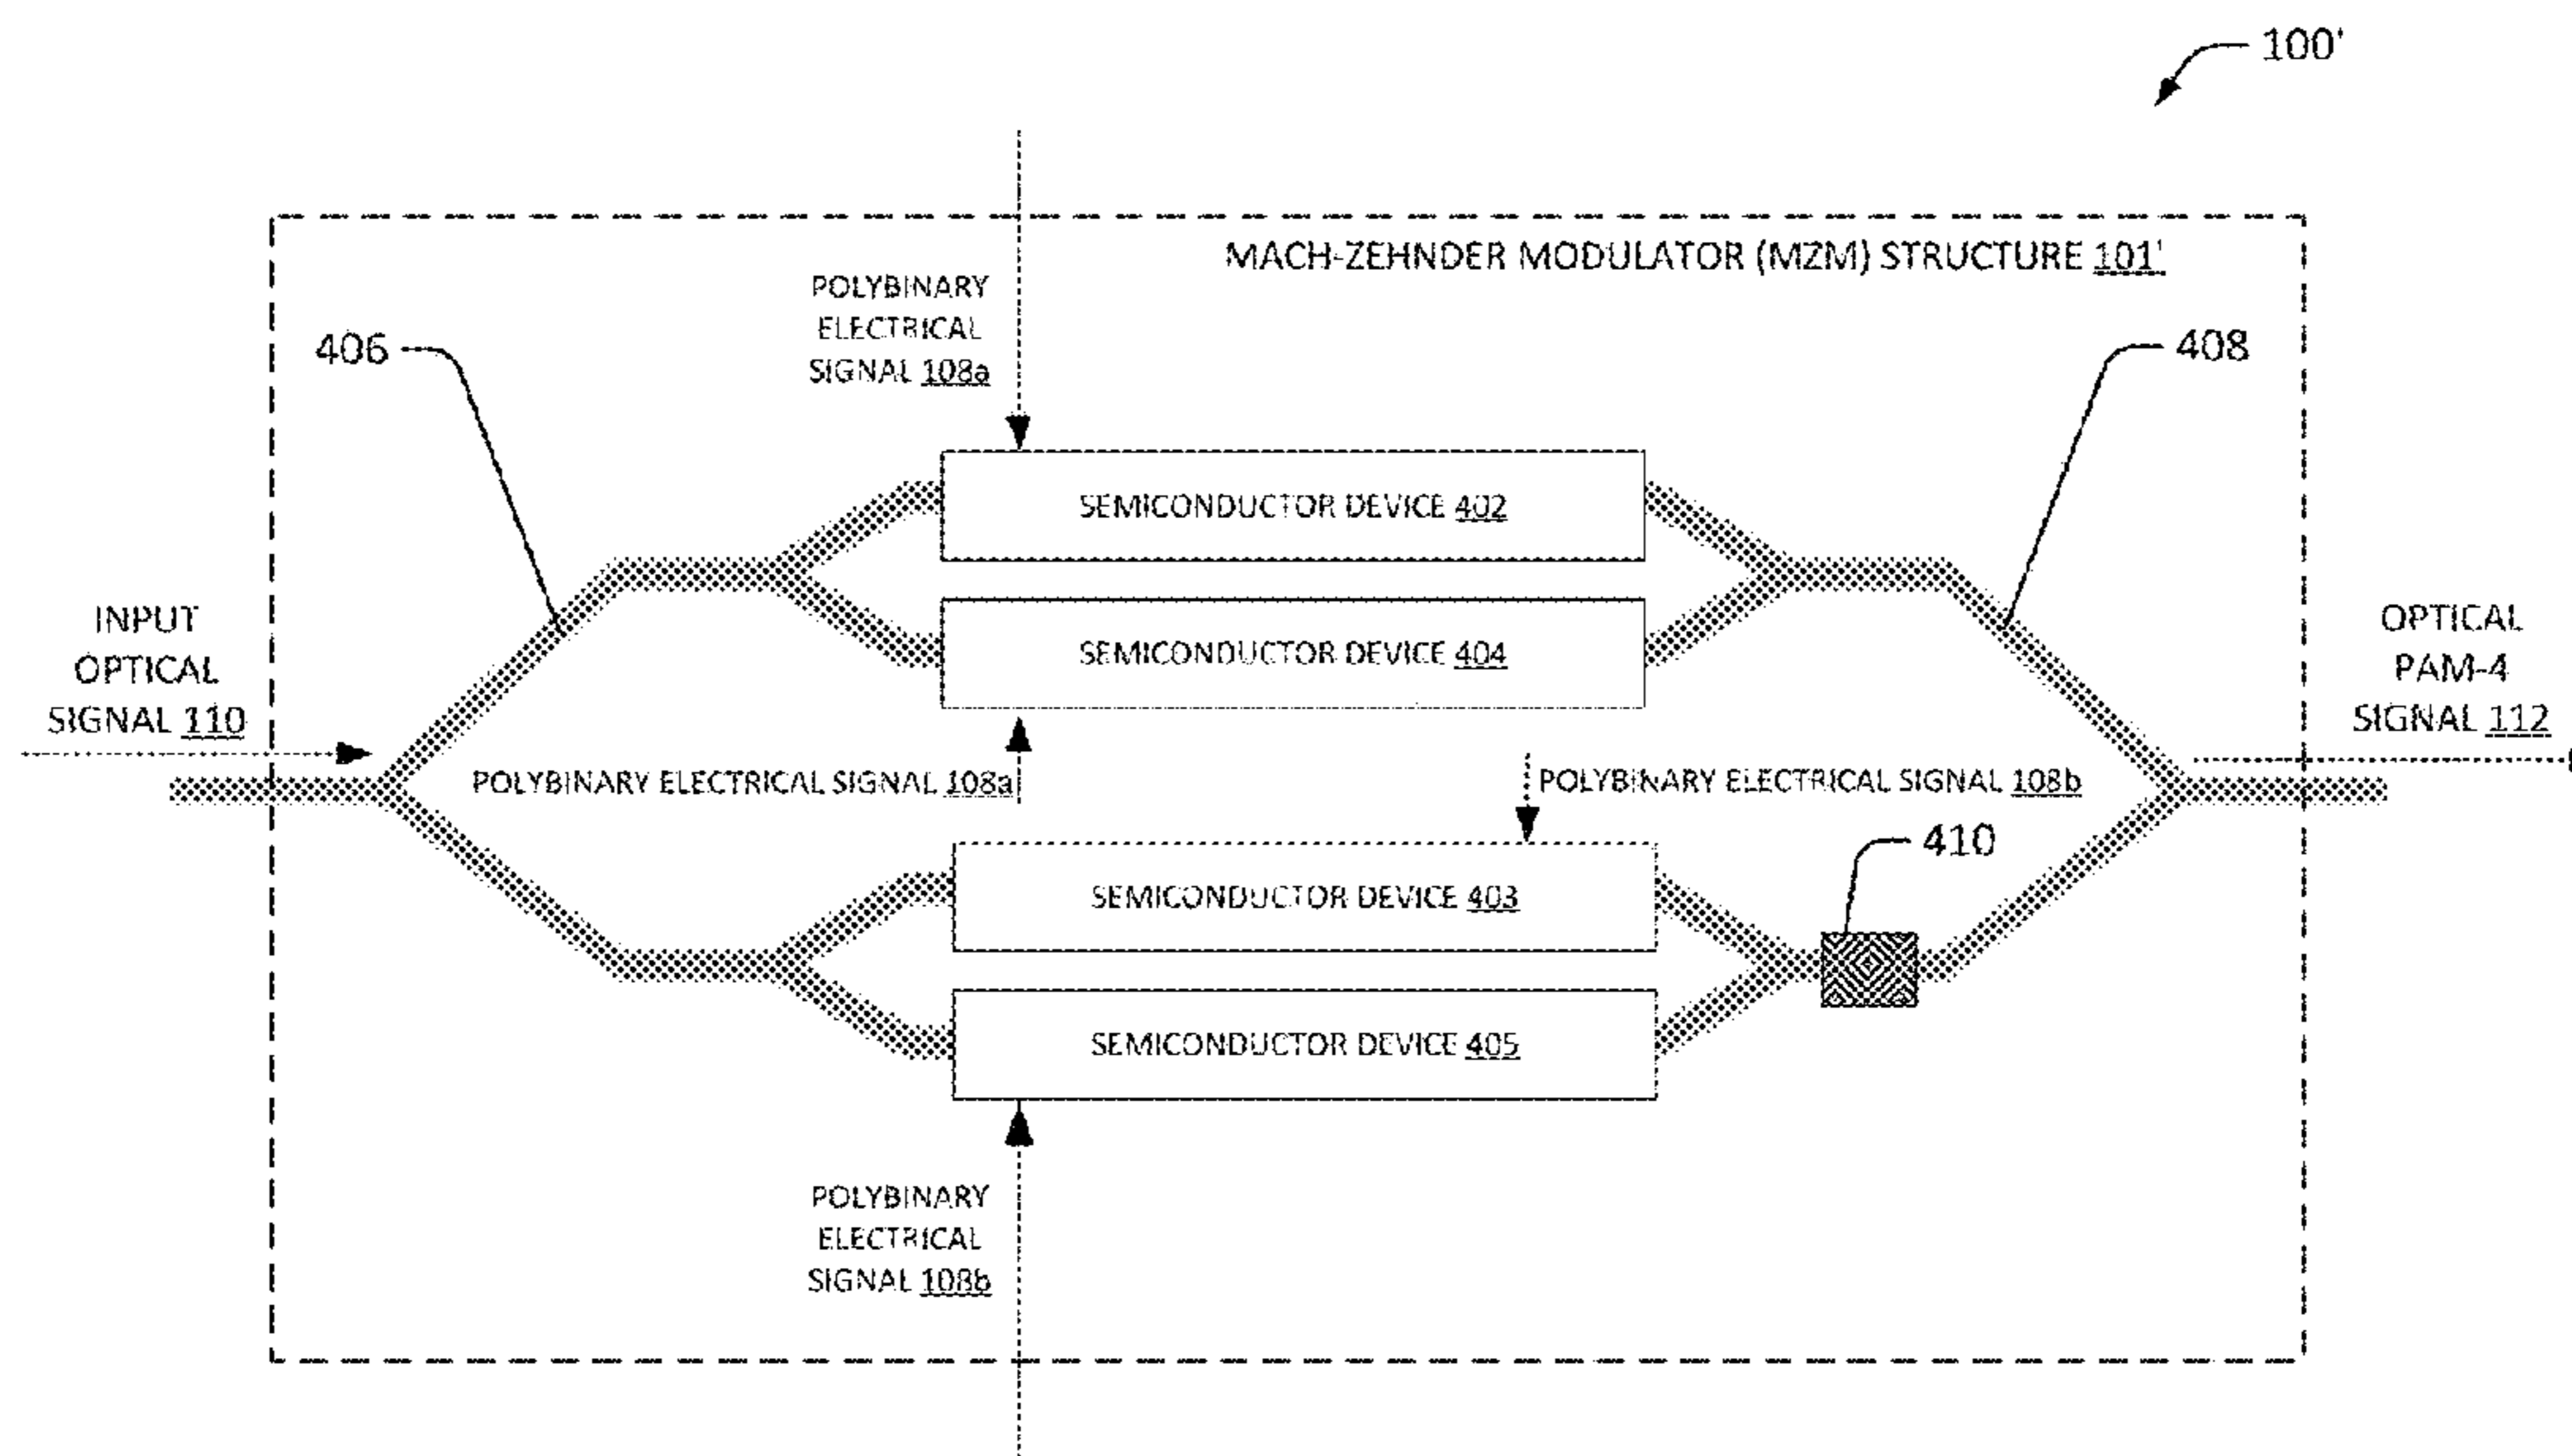 100'
MACH-ZEHNDER MODULATOR (MZM) STRUCTURE 101'
POLYBINARY
ELECTRICAL
SIGNAL 108a
406
408
SEMICONDUCTOR DEVICE 402
INPUT
OPTICAL
SIGNAL 110
SEMICONDUCTOR DEVICE 404
OPTICAL
PAM-4
SIGNAL 112
POLYBINARY ELECTRICAL SIGNAL 108a
POLYBINARY ELECTRICAL SIGNAL 108b
410
SEMICONDUCTOR DEVICE 403
SEMICONDUCTOR DEVICE 405
POLYBINARY
ELECTRICAL
SIGNAL 108b